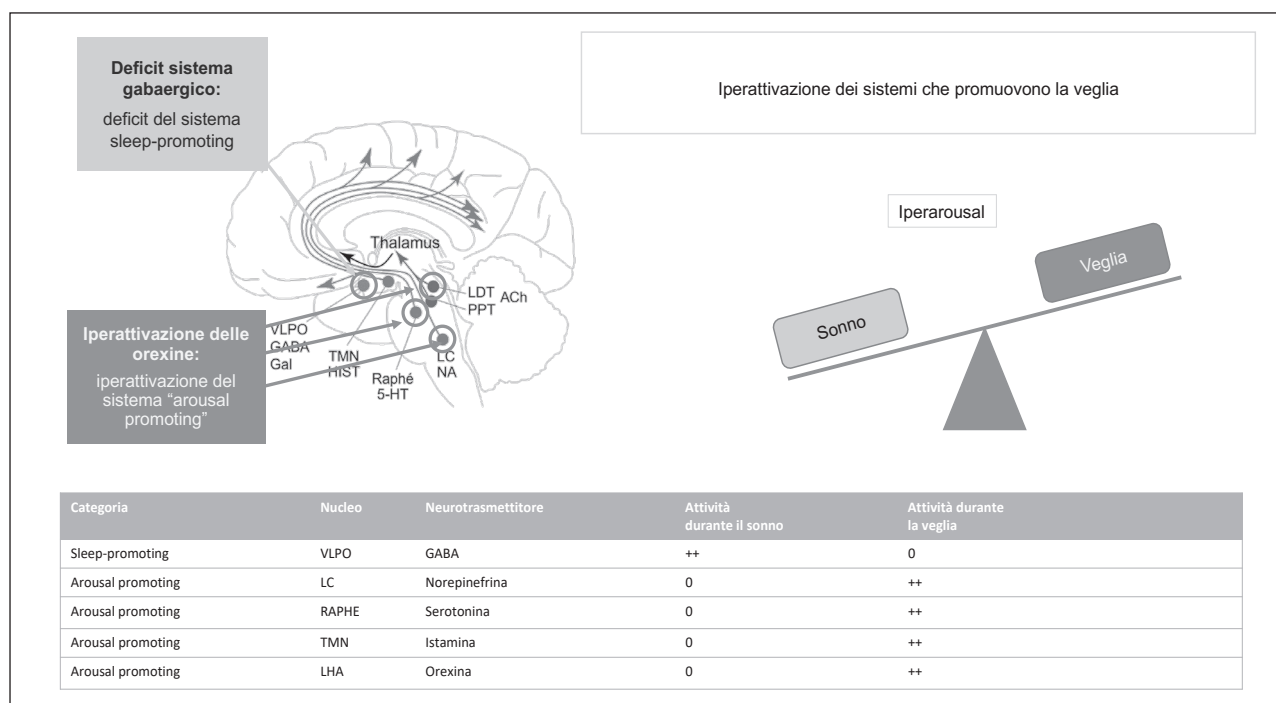 Deficit sistema
gabaergico:
deficit del sistema
sleep-promoting
Iperattivazione dei sistemi che promuovono la veglia
Iperarousal
Veglia
Sonno
Thalamus
LDT
PPT
ACh
VLPO
GABA
Gal
TMN
HIST
Raphé
5-HT
LC
NA
Iperattivazione delle
orexine:
iperattivazione del
sistema “arousal
promoting”
Categoria Nucleo Neurotrasmettitore Attività durante il sonno Attività durante la veglia
Sleep-promoting VLPO GABA ++ 0
Arousal promoting LC Norepinefrina 0 ++
Arousal promoting RAPHE Serotonina 0 ++
Arousal promoting TMN Istamina 0 ++
Arousal promoting LHA Orexina 0 ++